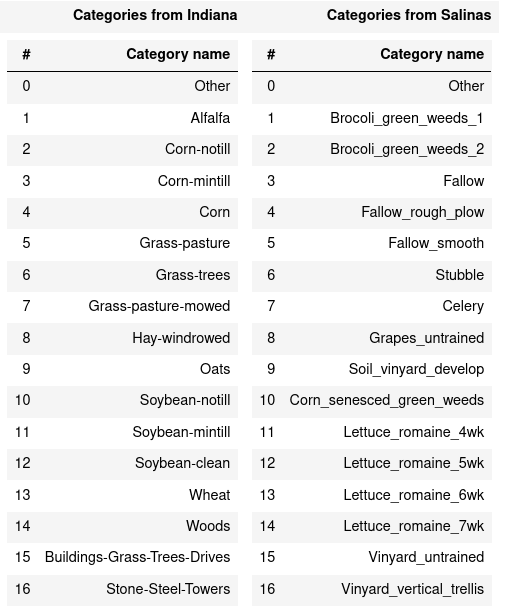 Categories from Indiana Categories from Salinas
# Category name # Category name
0 Other 0 Other
1 Alfalfa 1 Brocoli_green_weeds_1
2 Corn-notill 2 Brocoli_green_weeds_2
3 Corn-mintill 3 Fallow
4 Corn 4 Fallow_rough_plow
5 Grass-pasture 5 Fallow_smooth
6 Grass-trees 6 Stubble
7 Grass-pasture-mowed 7 Celery
8 Hay-windrowed 8 Grapes_untrained
9 Oats 9 Soil_vinyard_develop
10 Soybean-notill 10 Corn_senesced_green_weeds
11 Soybean-mintill 11 Lettuce_romaine_4wk
12 Soybean-clean 12 Lettuce_romaine_5wk
13 Wheat 13 Lettuce_romaine_6wk
14 Woods 14 Lettuce_romaine_7wk
15 Buildings-Grass-Trees-Drives 15 Vinyard_untrained
16 Stone-Steel-Towers 16 Vinyard_vertical_trellis